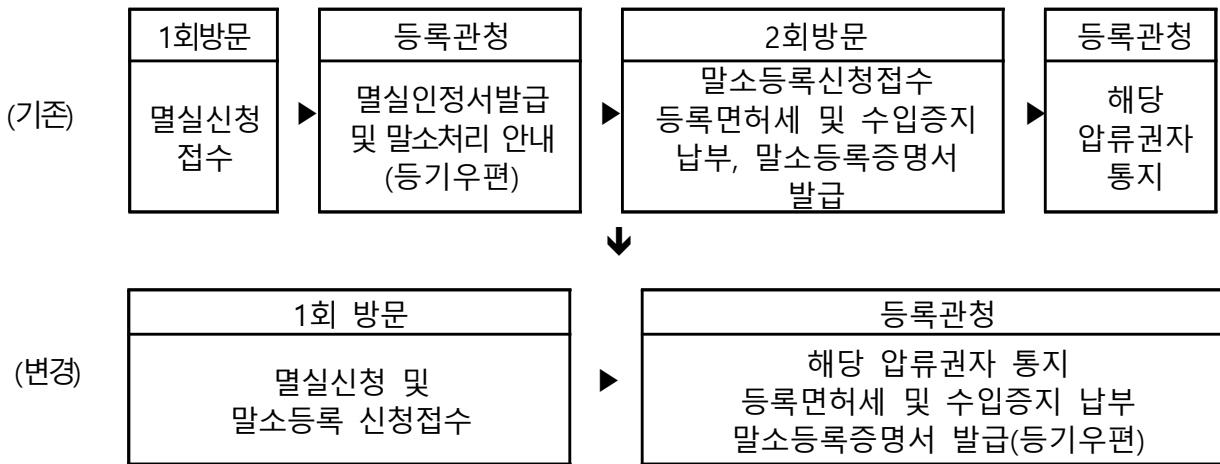 1회방문
등록관청
2회방문
등록관청
(기존)
멸실신청
접수
▶
멸실인정서발급
및 말소처리 안내
(등기우편)
▶
말소등록신청접수
등록면허세 및 수입증지
납부, 말소등록증명서
발급
▶
해당
압류권자
통지
🡻
1회 방문
등록관청
(변경)
멸실신청 및
말소등록 신청접수
▶
해당 압류권자 통지
등록면허세 및 수입증지 납부
말소등록증명서 발급(등기우편)